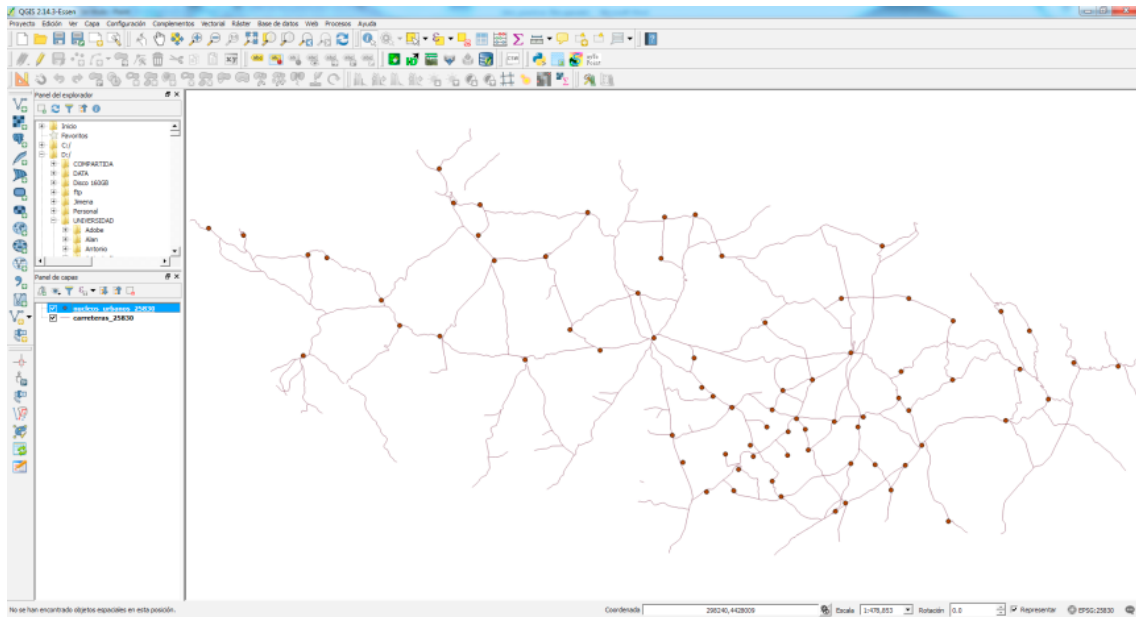 QGIS 2.14.3-Essen
Proyecto Edición Ver Capa Configuración Complementos Vectorial Ráster Base de datos Web Procesos Ayuda
Panel del explorador
Inicio
Favoritos
C:/
D:/
COMPARTIDA
DATA
Disco 160GB
ftp
Jimena
Personal
UNIVERSIDAD
Adobe
Alan
Antonio
Panel de capas
nucleos_urbanos_25830
carreteras_25830
No se han encontrado objetos espaciales en esta posición.
Coordenada 298240,4428009 Escala 1:478,853 Rotación 0.0 Representar EPSG:25830